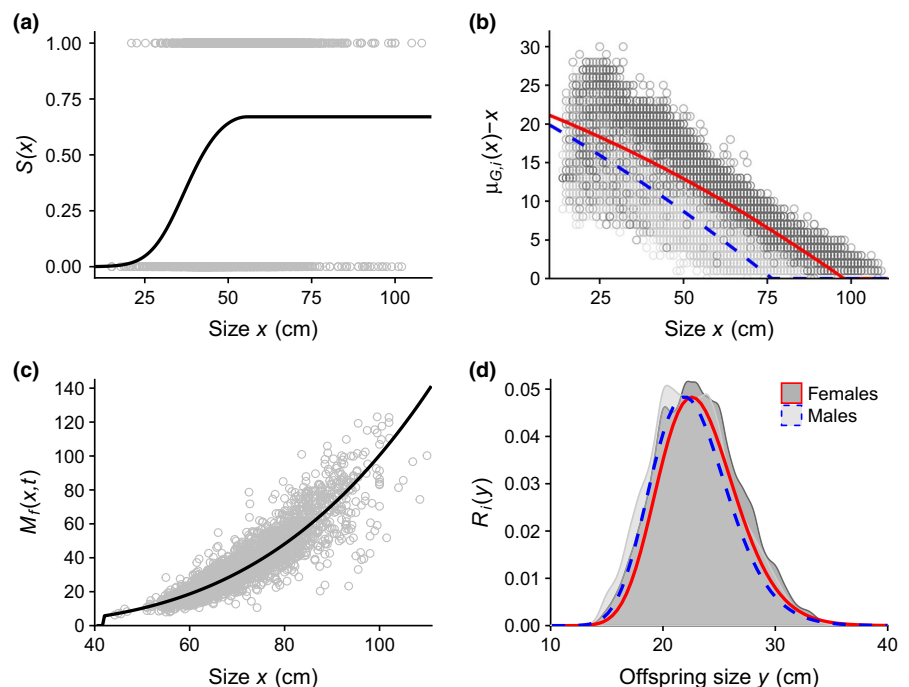 (a)
1.00
0.75
0.50
0.25
0.00
S(x)
25 50 75 100
Size x (cm)
(b)
30
25
20
15
10
5
0
μG,i(x)−x
25 50 75 100
Size x (cm)
(c)
140
120
100
80
60
40
20
0
Mf(x,t)
40 60 80 100
Size x (cm)
(d)
0.05
0.04
0.03
0.02
0.01
0.00
Ri(y)
Females
Males
10 20 30 40
Offspring size y (cm)